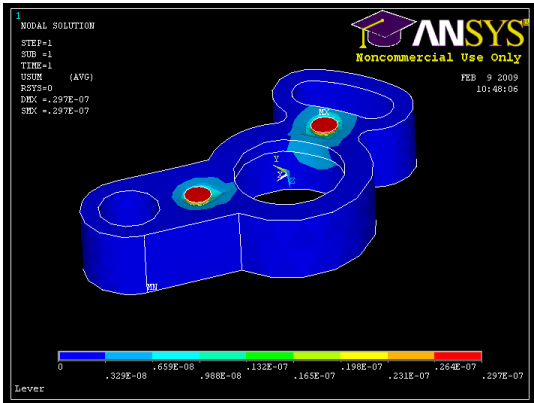 1
NODAL SOLUTION
ANSYS
Noncommercial Use Only
STEP=1
SUB =1
TIME=1
USUM (AVG)
RSYS=0
DMX =.297E-07
SMX =.297E-07
FEB 9 2009
10:48:06
MX
Y
X
Z
MN
0 .659E-08 .132E-07 .198E-07 .264E-07
.329E-08 .988E-08 .165E-07 .231E-07 .297E-07
Lever